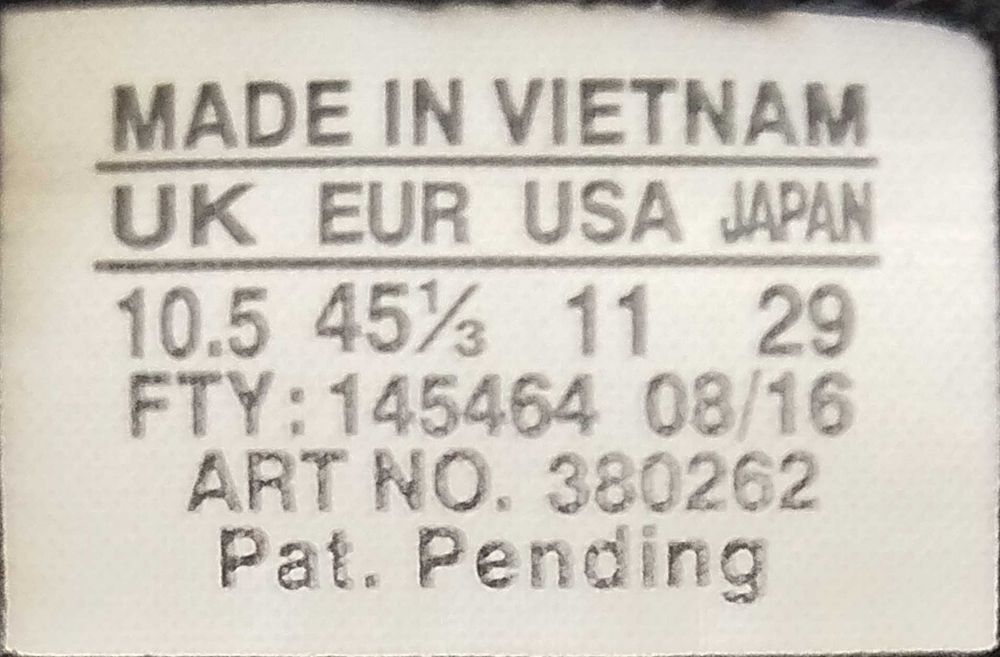 MADE IN VIETNAM
UK EUR USA JAPAN
10.5 45⅓ 11 29
FTY: 145464 08/16
ART NO. 380262
Pat. Pending